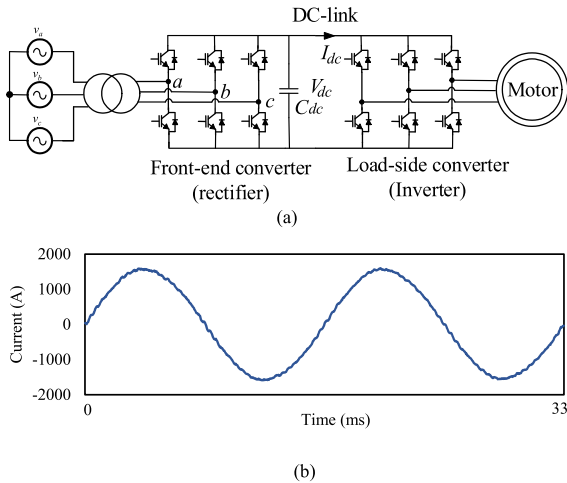 DC-link
v_a
v_b
v_c
a
b
c
I_dc
V_dc
C_dc
Motor
Front-end converter
(rectifier)
Load-side converter
(Inverter)
(a)
Current (A)
2000
1000
0
-1000
-2000
0
33
Time (ms)
(b)